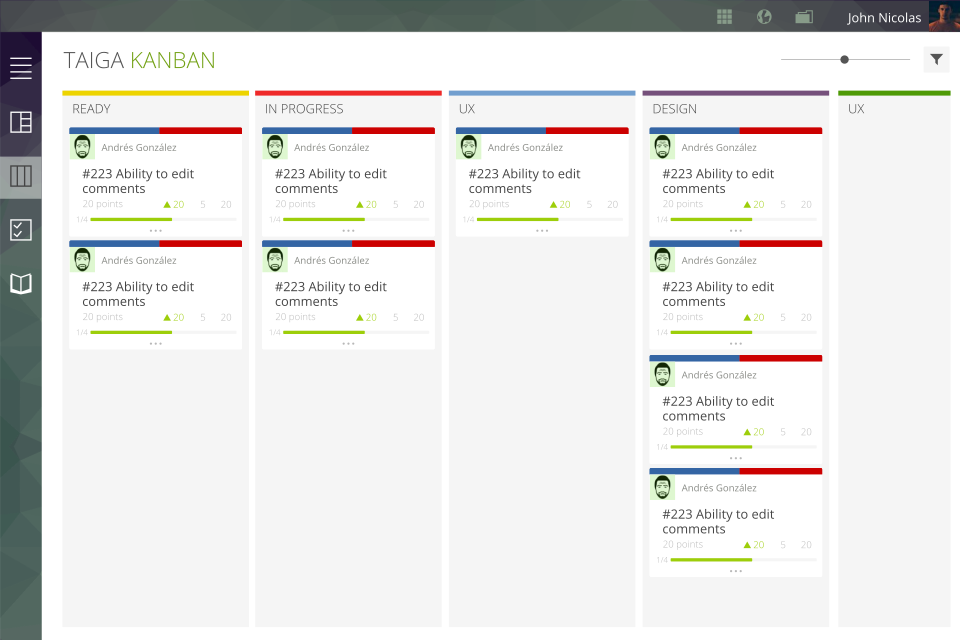 John Nicolas
TAIGA KANBAN
READY
Andrés González
#223 Ability to edit
comments
20 points 20 5 20
1/4
Andrés González
#223 Ability to edit
comments
20 points 20 5 20
1/4
IN PROGRESS
Andrés González
#223 Ability to edit
comments
20 points 20 5 20
1/4
Andrés González
#223 Ability to edit
comments
20 points 20 5 20
1/4
UX
Andrés González
#223 Ability to edit
comments
20 points 20 5 20
1/4
DESIGN
Andrés González
#223 Ability to edit
comments
20 points 20 5 20
1/4
Andrés González
#223 Ability to edit
comments
20 points 20 5 20
1/4
Andrés González
#223 Ability to edit
comments
20 points 20 5 20
1/4
Andrés González
#223 Ability to edit
comments
20 points 20 5 20
1/4
UX